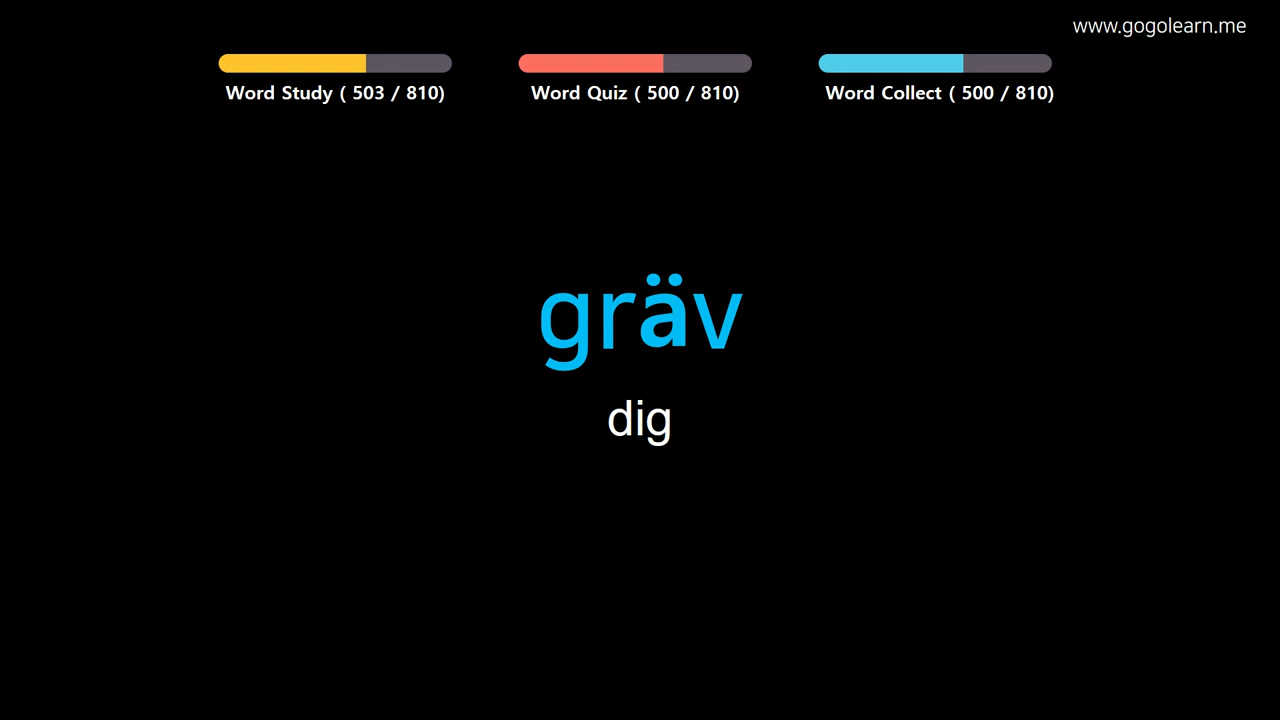 www.gogolearn.me
Word Study ( 503 / 810)
Word Quiz ( 500 / 810)
Word Collect ( 500 / 810)
gräv
dig